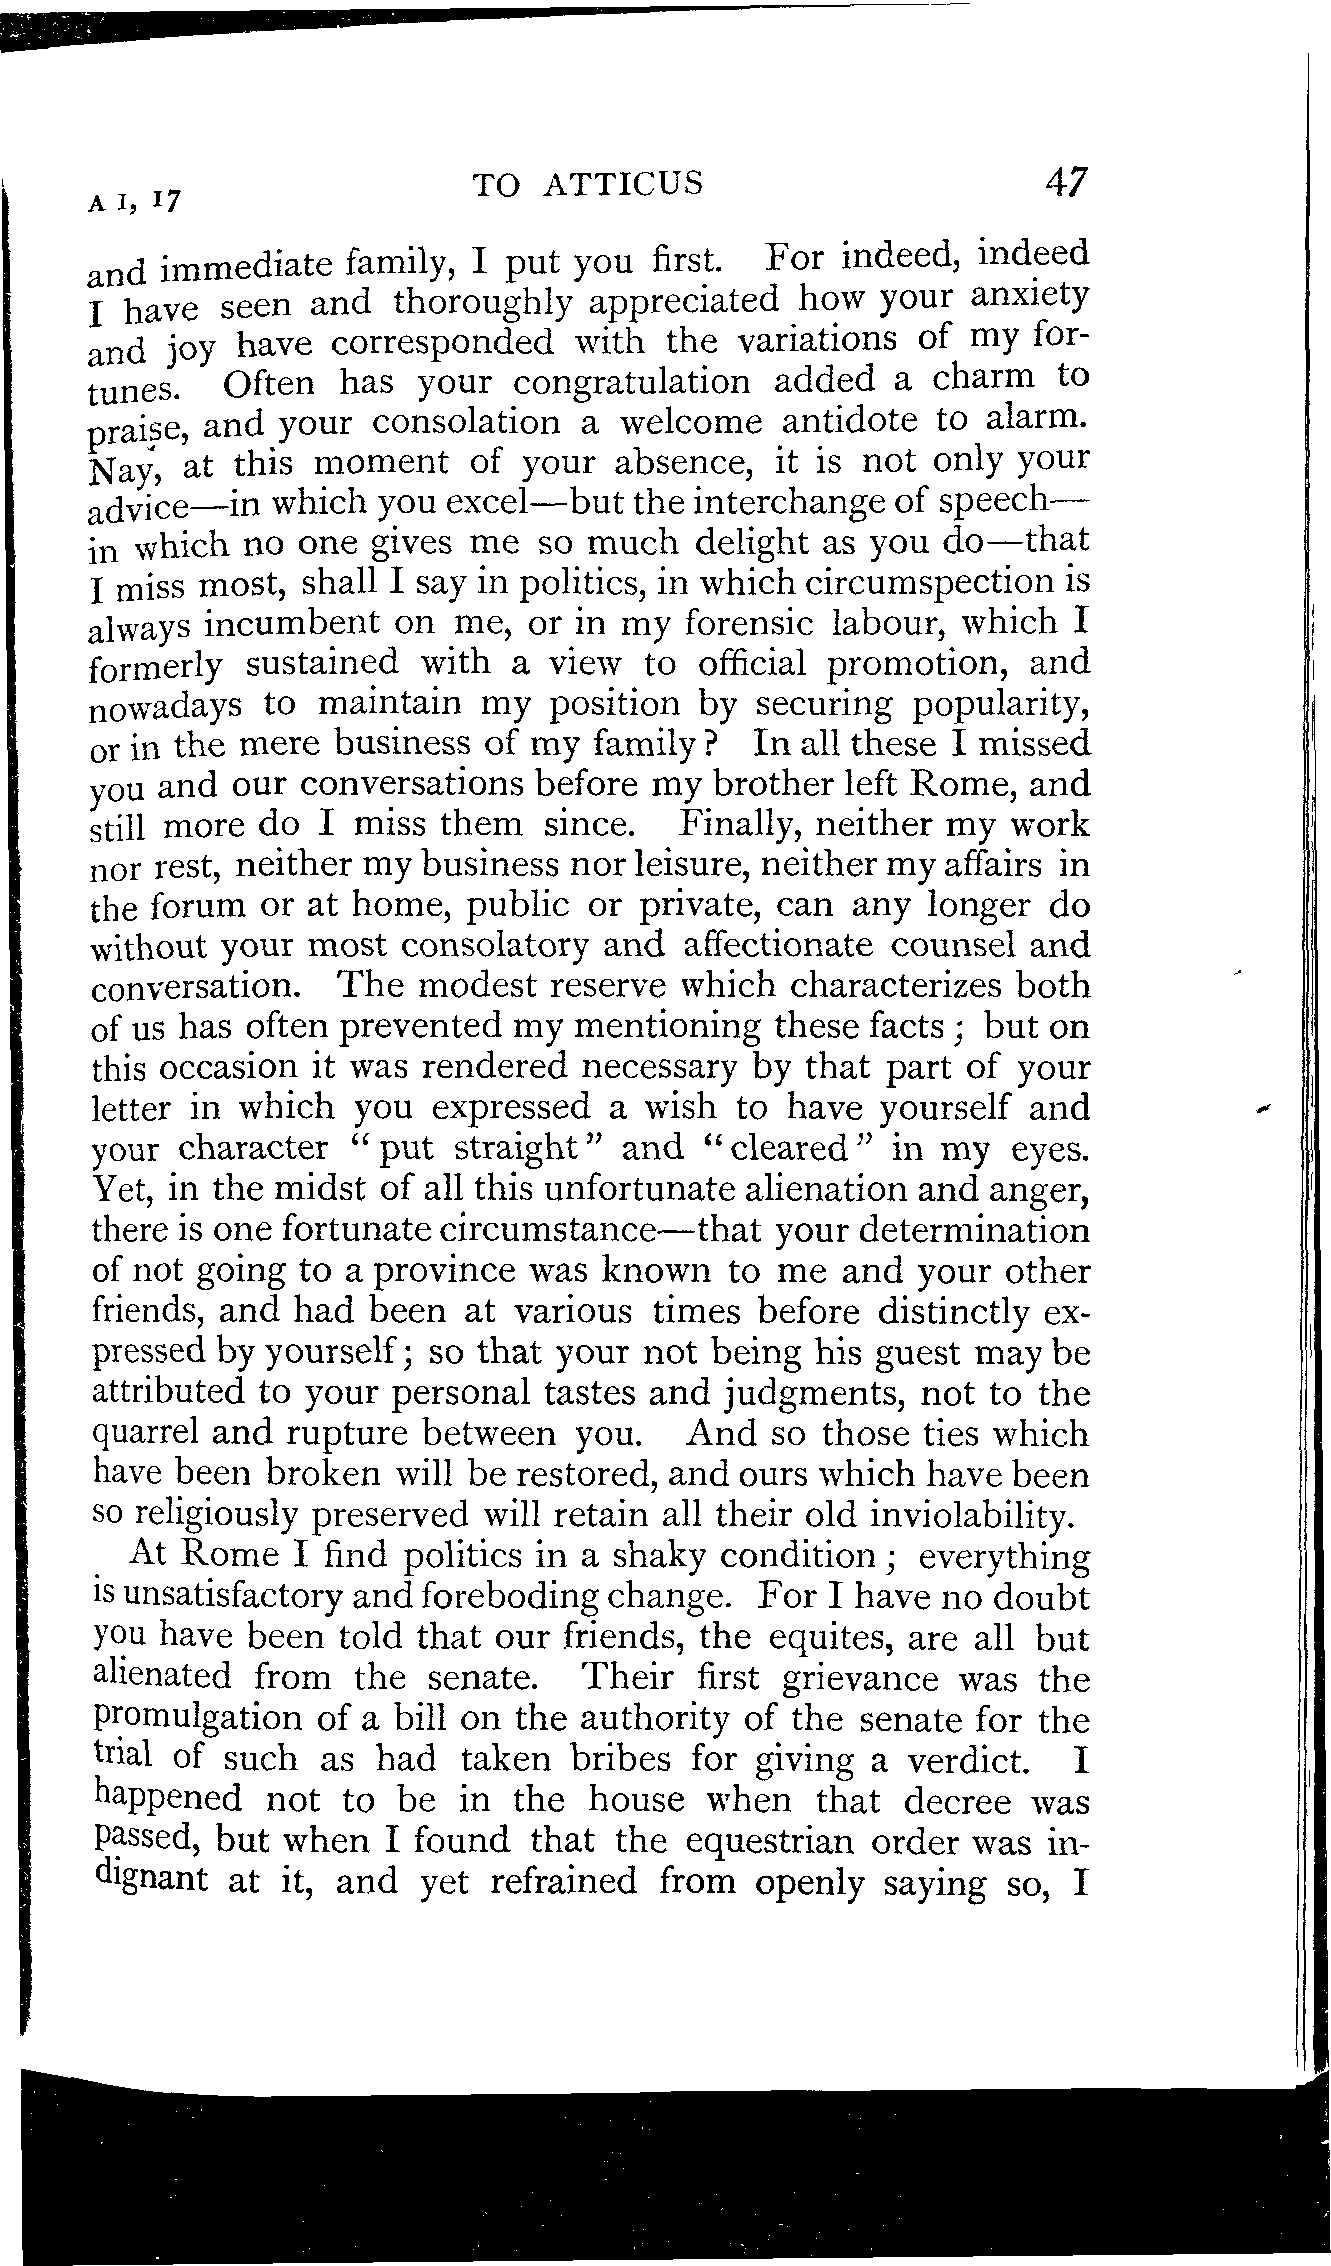 A I, 17 TO ATTICUS 47
and immediate family, I put you first. For indeed, indeed
I have seen and thoroughly appreciated how your anxiety
and joy have corresponded with the variations of my for-
tunes. Often has your congratulation added a charm to
praise, and your consolation a welcome antidote to alarm.
Nay, at this moment of your absence, it is not only your
advice—in which you excel—but the interchange of speech—
in which no one gives me so much delight as you do—that
I miss most, shall I say in politics, in which circumspection is
always incumbent on me, or in my forensic labour, which I
formerly sustained with a view to official promotion, and
nowadays to maintain my position by securing popularity,
or in the mere business of my family? In all these I missed
you and our conversations before my brother left Rome, and
still more do I miss them since. Finally, neither my work
nor rest, neither my business nor leisure, neither my affairs in
the forum or at home, public or private, can any longer do
without your most consolatory and affectionate counsel and
conversation. The modest reserve which characterizes both
of us has often prevented my mentioning these facts; but on
this occasion it was rendered necessary by that part of your
letter in which you expressed a wish to have yourself and
your character "put straight" and "cleared" in my eyes.
Yet, in the midst of all this unfortunate alienation and anger,
there is one fortunate circumstance—that your determination
of not going to a province was known to me and your other
friends, and had been at various times before distinctly ex-
pressed by yourself; so that your not being his guest may be
attributed to your personal tastes and judgments, not to the
quarrel and rupture between you. And so those ties which
have been broken will be restored, and ours which have been
so religiously preserved will retain all their old inviolability.
At Rome I find politics in a shaky condition; everything
is unsatisfactory and foreboding change. For I have no doubt
you have been told that our friends, the equites, are all but
alienated from the senate. Their first grievance was the
promulgation of a bill on the authority of the senate for the
trial of such as had taken bribes for giving a verdict. I
happened not to be in the house when that decree was
passed, but when I found that the equestrian order was in-
dignant at it, and yet refrained from openly saying so, I